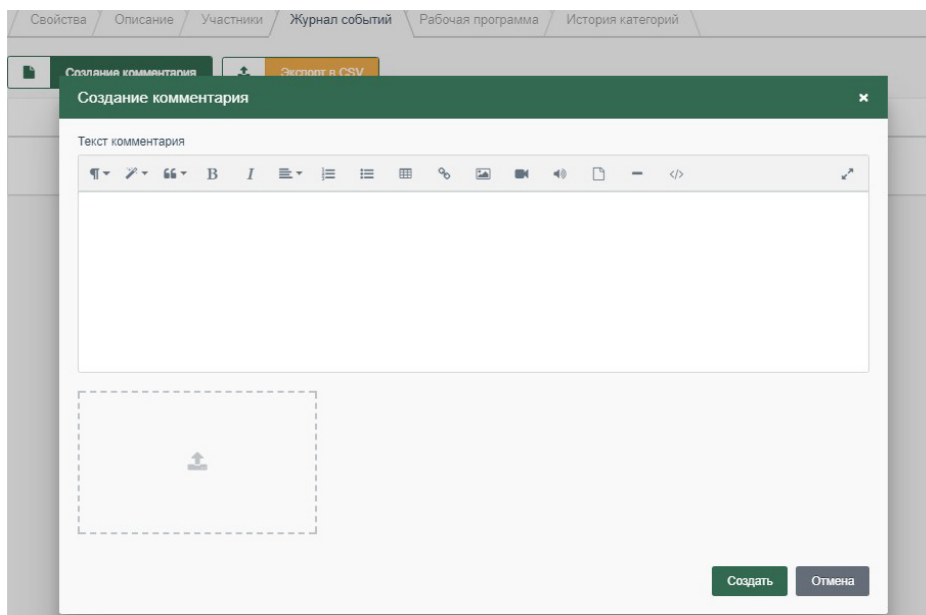 Свойства Описание Участники Журнал событий Рабочая программа История категорий
Создание комментария Экспорт в CSV
Создание комментария
Текст комментария
B I
Создать Отмена